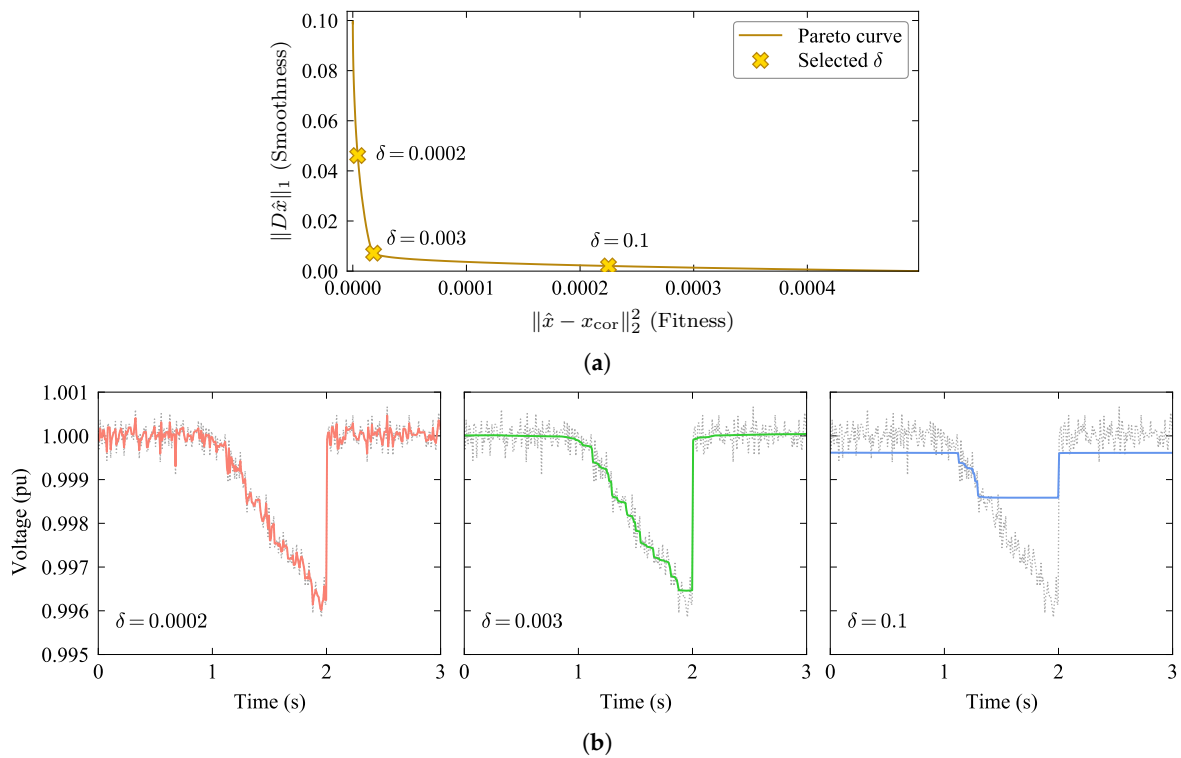 0.10
0.08
0.06
0.04
0.02
0.00
‖Dx̂‖₁ (Smoothness)
Pareto curve
Selected δ
δ = 0.0002
δ = 0.003
δ = 0.1
0.0000 0.0001 0.0002 0.0003 0.0004
‖x̂ − x_cor‖₂² (Fitness)
(a)
1.001
1.000
0.999
0.998
0.997
0.996
0.995
Voltage (pu)
δ = 0.0002
δ = 0.003
δ = 0.1
0 1 2 3 0 1 2 3 0 1 2 3
Time (s) Time (s) Time (s)
(b)